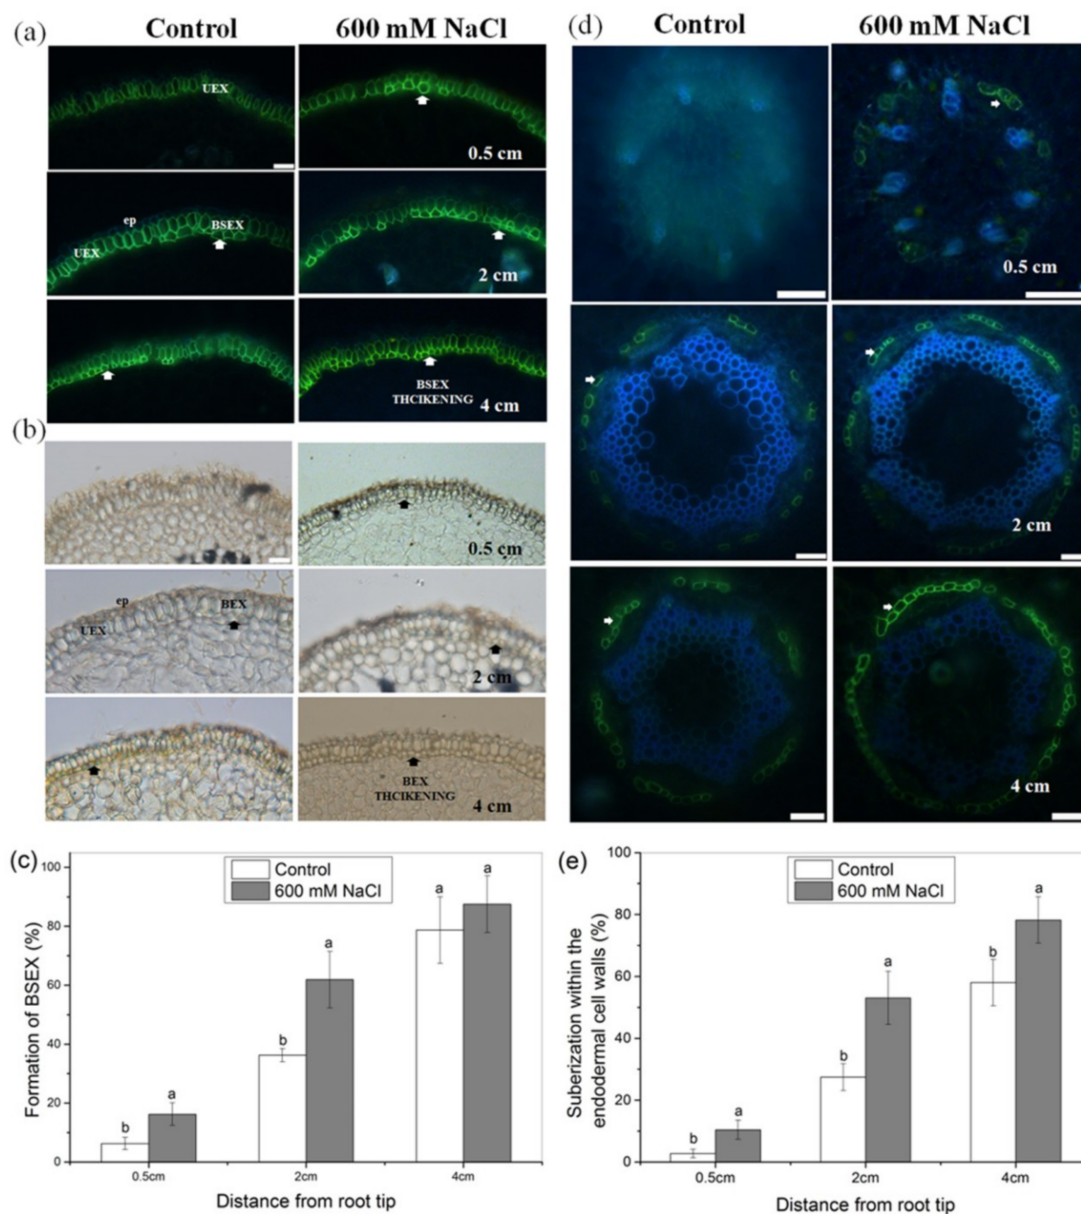 (a)
Control
600 mM NaCl
UEX
0.5 cm
ep
BSEX
UEX
2 cm
BSEX
THCIKENING
4 cm
(b)
0.5 cm
ep
BEX
UEX
2 cm
BEX
THCIKENING
4 cm
(c)
Control
600 mM NaCl
Formation of BSEX (%)
100
80
60
40
20
0
b
a
b
a
a
a
0.5cm
2cm
4cm
Distance from root tip
(d)
Control
600 mM NaCl
0.5 cm
2 cm
4 cm
(e)
Control
600 mM NaCl
Suberization within the
endodermal cell walls (%)
100
80
60
40
20
0
b
a
b
a
b
a
0.5cm
2cm
4cm
Distance from root tip